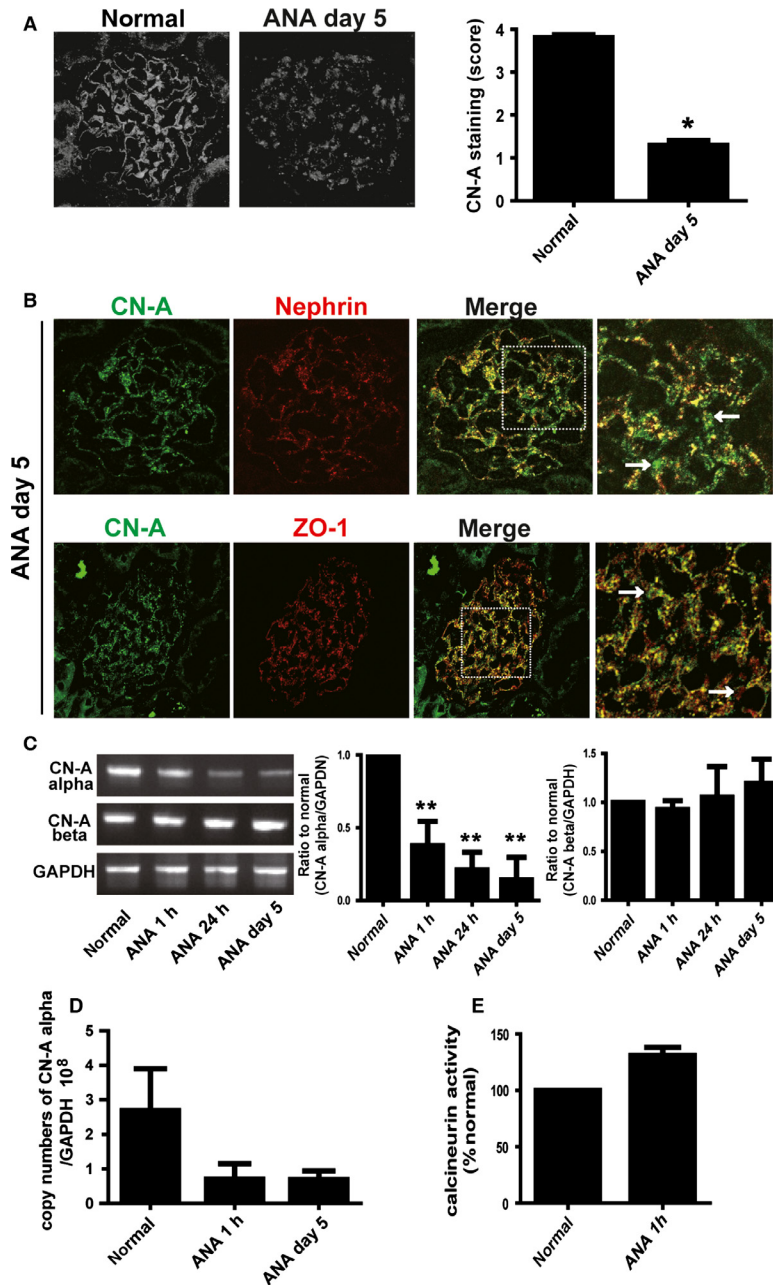 A
Normal
ANA day 5
CN-A staining (score)
4
3
2
1
0
*
Normal
ANA day 5
B
ANA day 5
CN-A
Nephrin
Merge
CN-A
ZO-1
Merge
C
CN-A
alpha
CN-A
beta
GAPDH
Normal
ANA 1 h
ANA 24 h
ANA day 5
Ratio to normal
(CN-A alpha/GAPDN)
1.0
0.5
0.0
**
**
**
Normal
ANA 1 h
ANA 24 h
ANA day 5
Ratio to normal
(CN-A beta/GAPDH)
1.5
1.0
0.5
0.0
Normal
ANA 1 h
ANA 24 h
ANA day 5
D
copy numbers of CN-A alpha
/GAPDH 10⁸
5
4
3
2
1
0
Normal
ANA 1 h
ANA day 5
E
calcineurin activity
(% normal)
150
100
50
0
Normal
ANA 1h